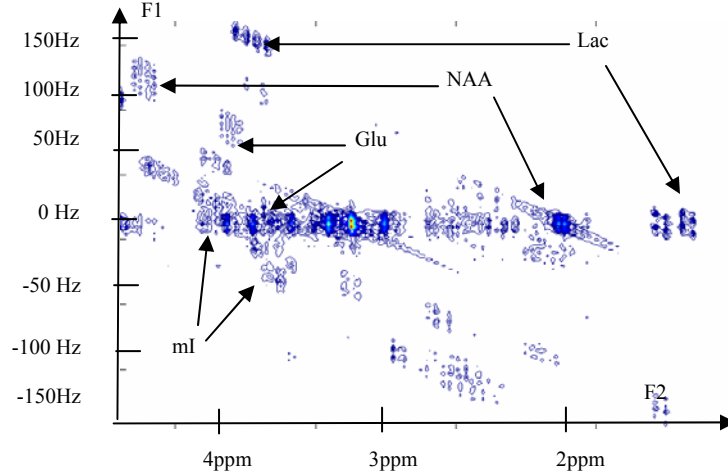 F1
150Hz
Lac
NAA
100Hz
50Hz
Glu
0 Hz
-50 Hz
mI
-100 Hz
-150Hz
F2
4ppm
3ppm
2ppm